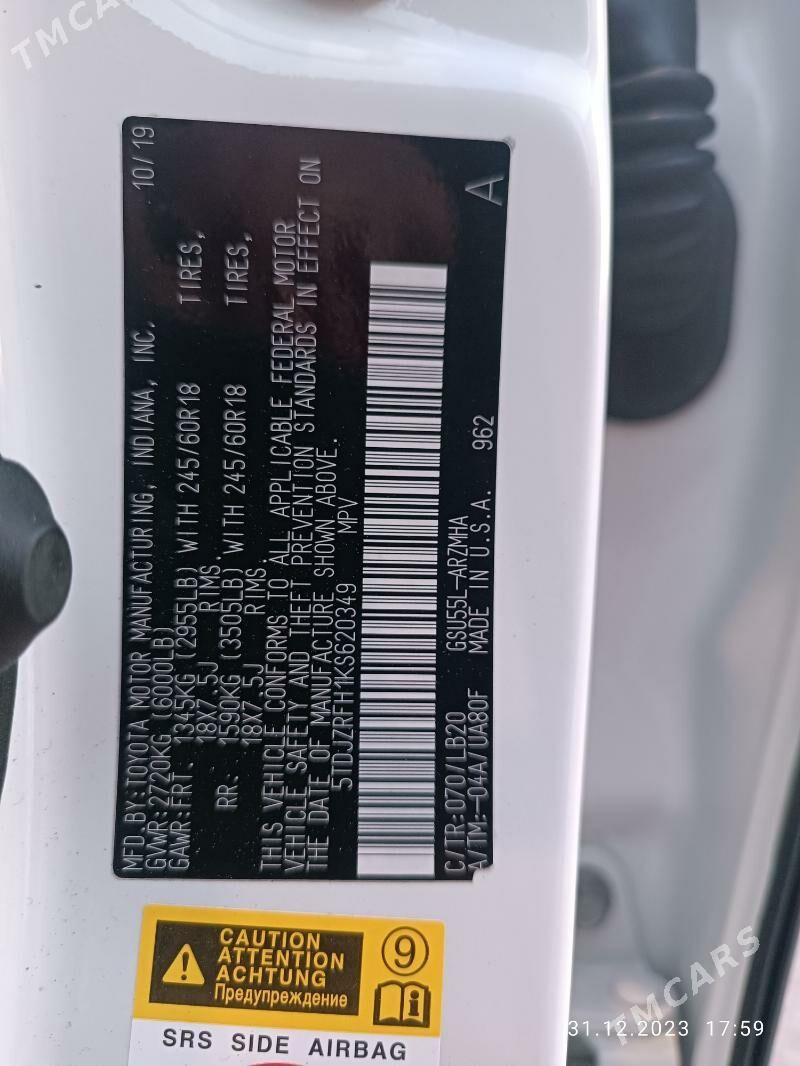 TMCARS
MFD.BY:TOYOTA MOTOR MANUFACTURING, INDIANA, INC. 10/19
GVWR:2720KG (6000LB)
GAWR:FRT. 1345KG (2955LB) WITH 245/60R18 TIRES,
18X7.5J RIMS.
RR: 1590KG (3505LB) WITH 245/60R18 TIRES,
18X7.5J RIMS.
THIS VEHICLE CONFORMS TO ALL APPLICABLE FEDERAL MOTOR
VEHICLE SAFETY AND THEFT PREVENTION STANDARDS IN EFFECT ON
THE DATE OF MANUFACTURE SHOWN ABOVE.
5TDJZRFH1KS620349 MPV
C/TR:070/LB20 GSU55L-ARZMHA A
A/TM:-04A/UA80F MADE IN U.S.A. 962
CAUTION
ATTENTION
ACHTUNG
Предупреждение
9
i
SRS SIDE AIRBAG
TMCARS
31.12.2023 17:59